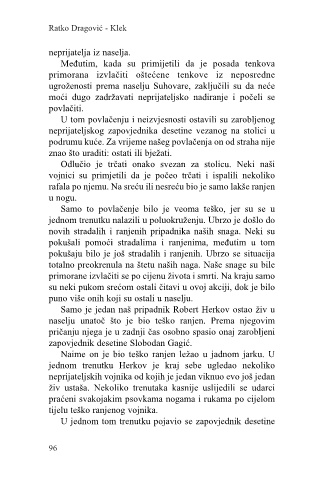 Ratko Dragović - Klek
neprijatelja iz naselja.
Međutim, kada su primijetili da je posada tenkova
primorana izvlačiti oštećene tenkove iz neposredne
ugroženosti prema naselju Suhovare, zaključili su da neće
moći dugo zadržavati neprijateljsko nadiranje i počeli se
povlačiti.
U tom povlačenju i neizvjesnosti ostavili su zarobljenog
neprijateljskog zapovjednika desetine vezanog na stolici u
podrumu kuće. Za vrijeme našeg povlačenja on od straha nije
znao što uraditi: ostati ili bježati.
Odlučio je trčati onako svezan za stolicu. Neki naši
vojnici su primjetili da je počeo trčati i ispalili nekoliko
rafala po njemu. Na sreću ili nesreću bio je samo lakše ranjen
u nogu.
Samo to povlačenje bilo je veoma teško, jer su se u
jednom trenutku nalazili u poluokruženju. Ubrzo je došlo do
novih stradalih i ranjenih pripadnika naših snaga. Neki su
pokušali pomoći stradalima i ranjenima, međutim u tom
pokušaju bilo je još stradalih i ranjenih. Ubrzo se situacija
totalno preokrenula na štetu naših naga. Naše snage su bile
primorane izvlačiti se po cijenu života i smrti. Na kraju samo
su neki pukom srećom ostali čitavi u ovoj akciji, dok je bilo
puno više onih koji su ostali u naselju.
Samo je jedan naš pripadnik Robert Herkov ostao živ u
naselju unatoč što je bio teško ranjen. Prema njegovim
pričanju njega je u zadnji čas osobno spasio onaj zarobljeni
zapovjednik desetine Slobodan Gagić.
Naime on je bio teško ranjen ležao u jadnom jarku. U
jednom trenutku Herkov je kraj sebe ugledao nekoliko
neprijateljskih vojnika od kojih je jedan viknuo evo još jedan
živ ustaša. Nekoliko trenutaka kasnije uslijedili se udarci
praćeni svakojakim psovkama nogama i rukama po cijelom
tijelu teško ranjenog vojnika.
U jednom tom trenutku pojavio se zapovjednik desetine
96